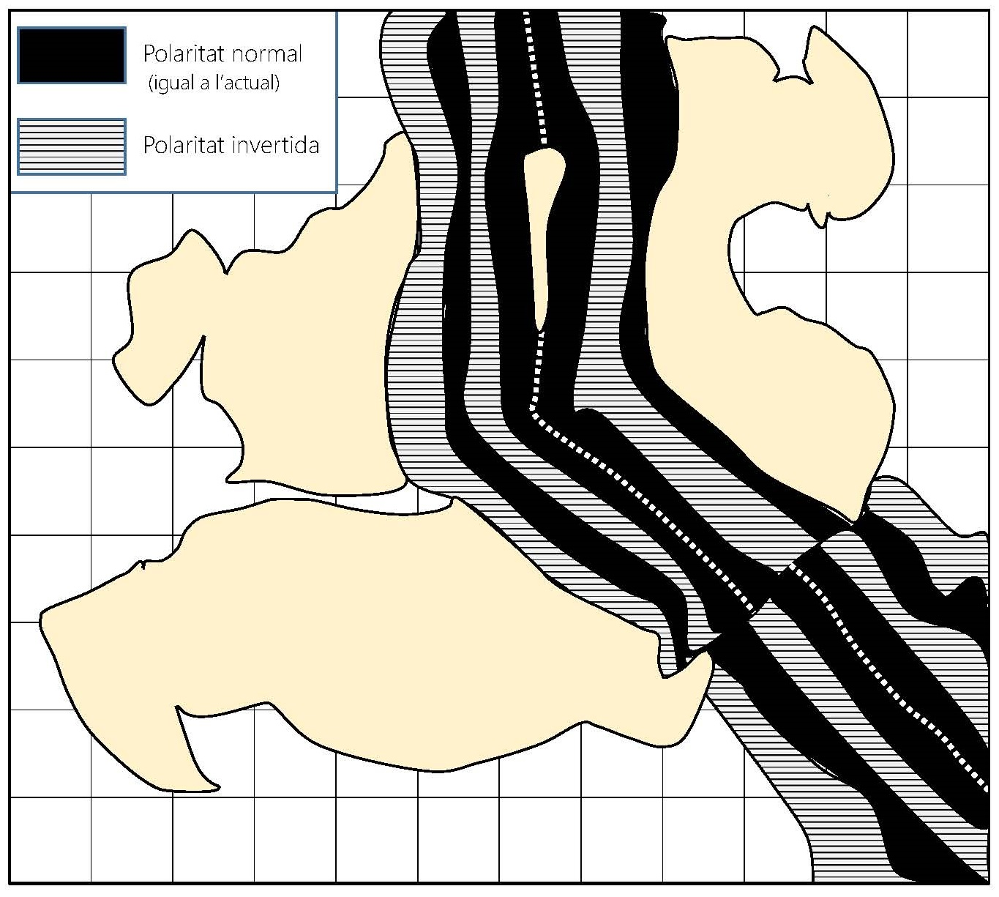 Polaritat normal
(igual a l'actual)
Polaritat invertida